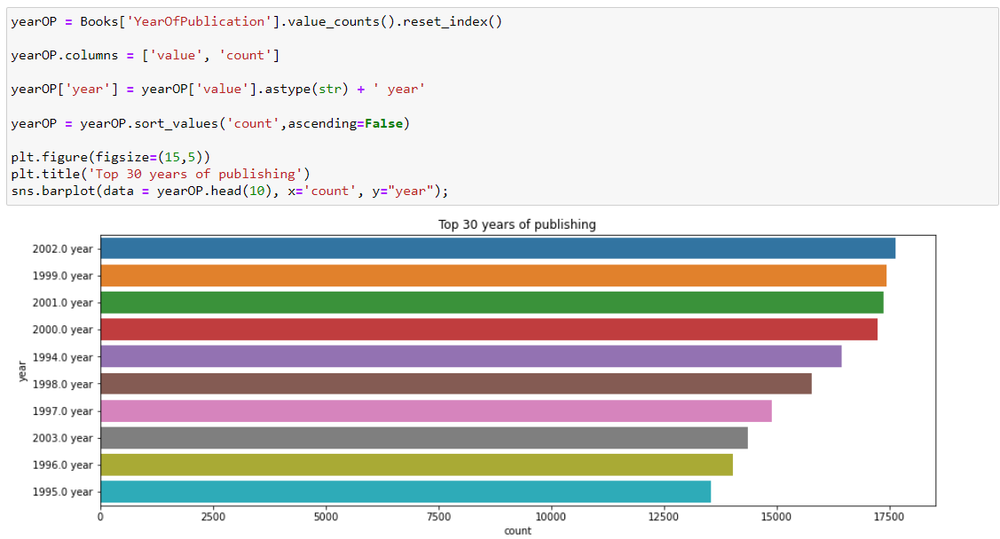 yearOP = Books['YearOfPublication'].value_counts().reset_index()
yearOP.columns = ['value', 'count']
yearOP['year'] = yearOP['value'].astype(str) + ' year'
yearOP = yearOP.sort_values('count',ascending=False)
plt.figure(figsize=(15,5))
plt.title('Top 30 years of publishing')
sns.barplot(data = yearOP.head(10), x='count', y="year");
Top 30 years of publishing
2002.0 year
1999.0 year
2001.0 year
2000.0 year
1994.0 year
1998.0 year
1997.0 year
2003.0 year
1996.0 year
1995.0 year
year
0 2500 5000 7500 10000 12500 15000 17500
count